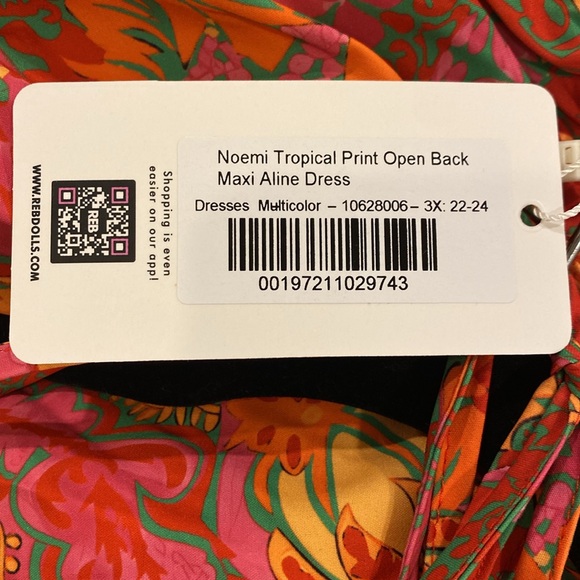 WWW.REBDOLLS.COM
REB
Shopping is even
easier on our app!
Noemi Tropical Print Open Back
Maxi Aline Dress
Dresses Multicolor – 10628006 – 3X: 22-24
00197211029743